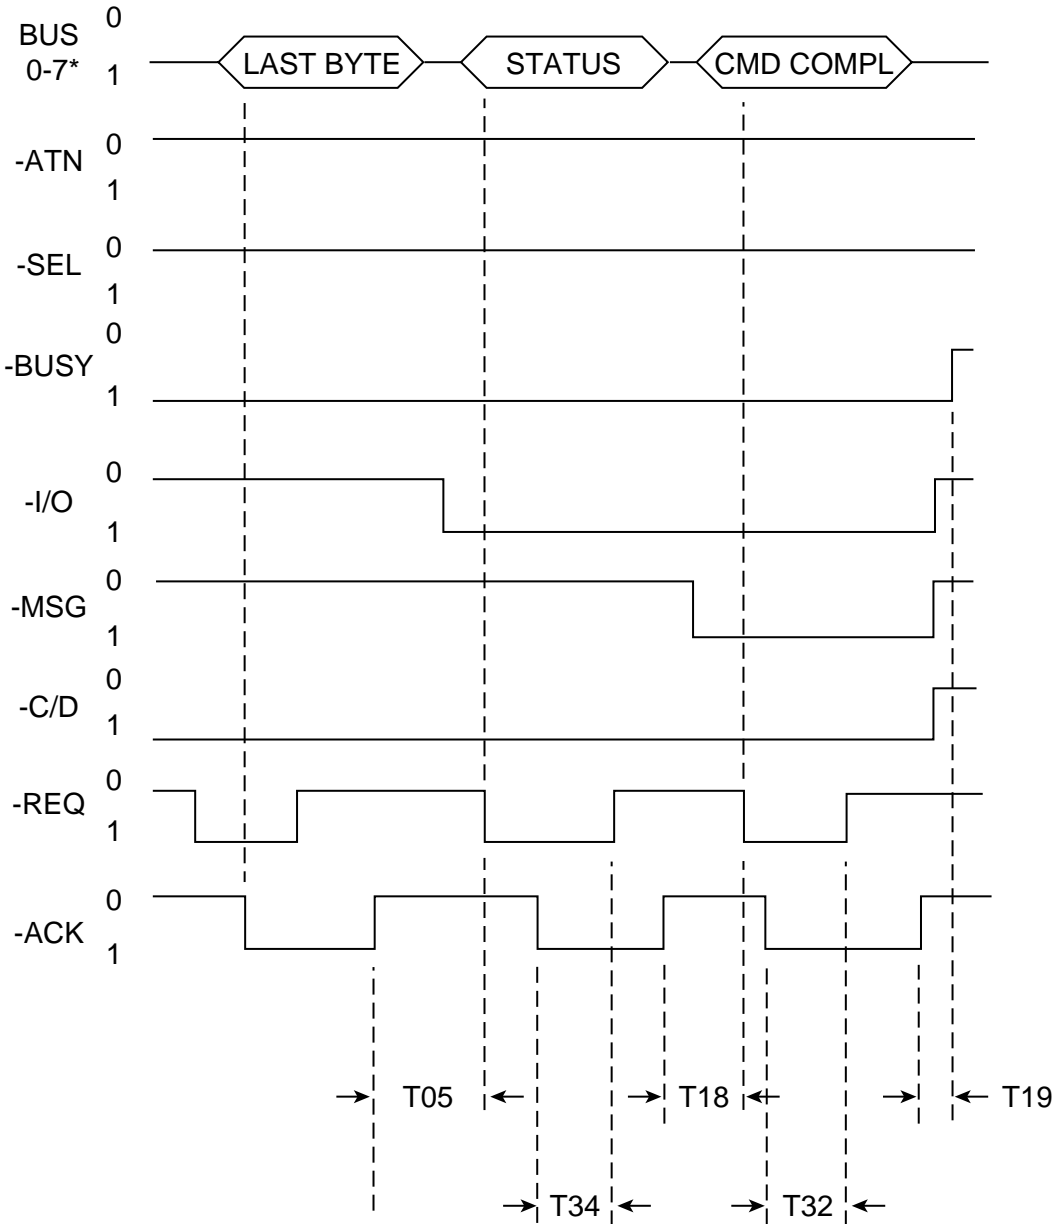 BUS 0
0-7* 1 LAST BYTE STATUS CMD COMPL
-ATN 0
1
-SEL 0
1
0
-BUSY
1
0
-I/O
1
0
-MSG
1
0
-C/D
1
0
-REQ
1
0
-ACK
1
T05 T18 T19
T34 T32